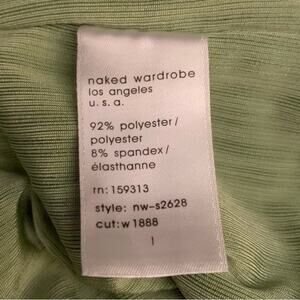 naked wardrobe
los angeles
u. s. a.
92% polyester/
polyester
8% spandex/
élasthanne
rn: 159313
style: nw-s2628
cut: w1888